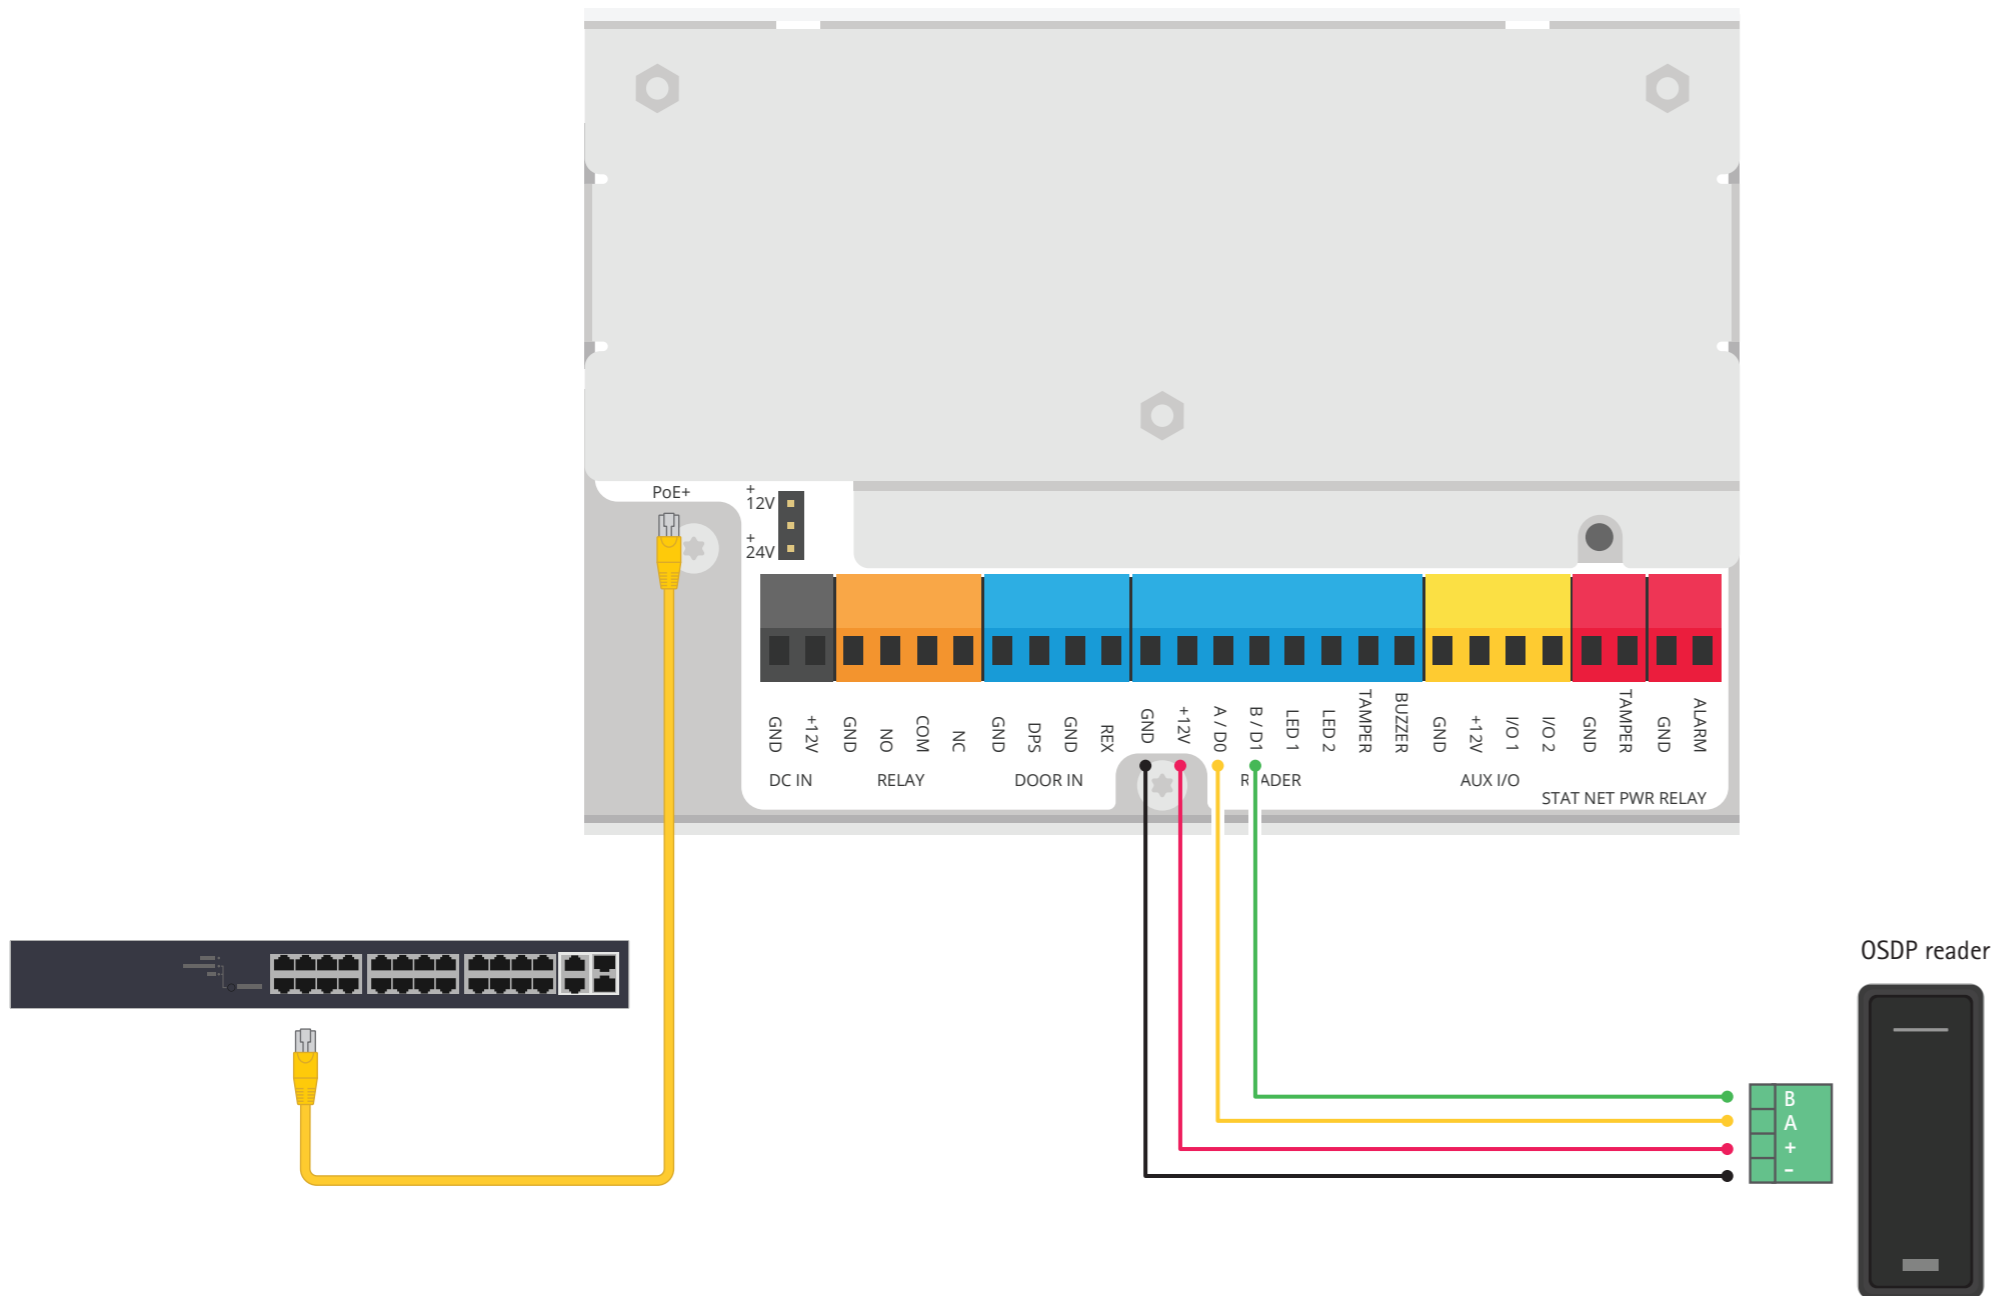 PoE+
+
12V
+
24V
GND
+12V
GND
NO
COM
NC
GND
DPS
GND
REX
GND
+12V
A / D0
B / D1
LED 1
LED 2
TAMPER
BUZZER
GND
+12V
I/O 1
I/O 2
GND
TAMPER
GND
ALARM
DC IN
RELAY
DOOR IN
READER
AUX I/O
STAT NET PWR RELAY
OSDP reader
B
A
+
-